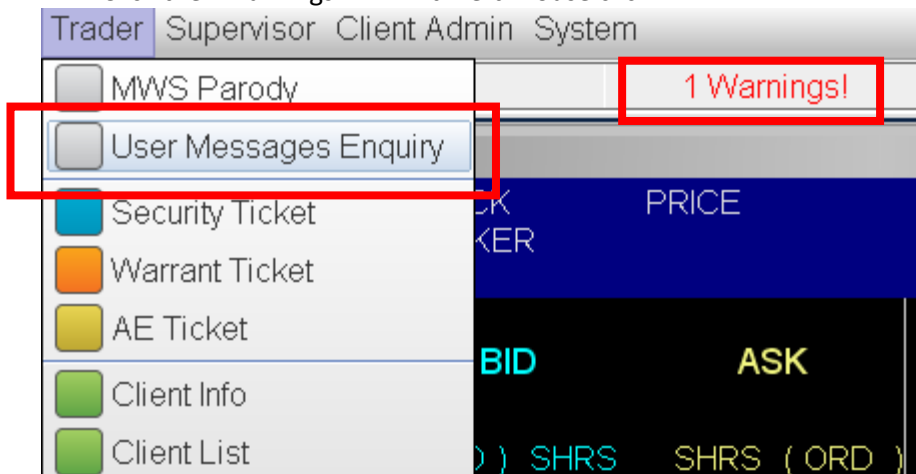 Trader Supervisor Client Admin System
MWS Parody
1 Warnings!
User Messages Enquiry
Security Ticket
PRICE
KER
Warrant Ticket
AE Ticket
BID ASK
Client Info
Client List
) SHRS SHRS ( ORD )